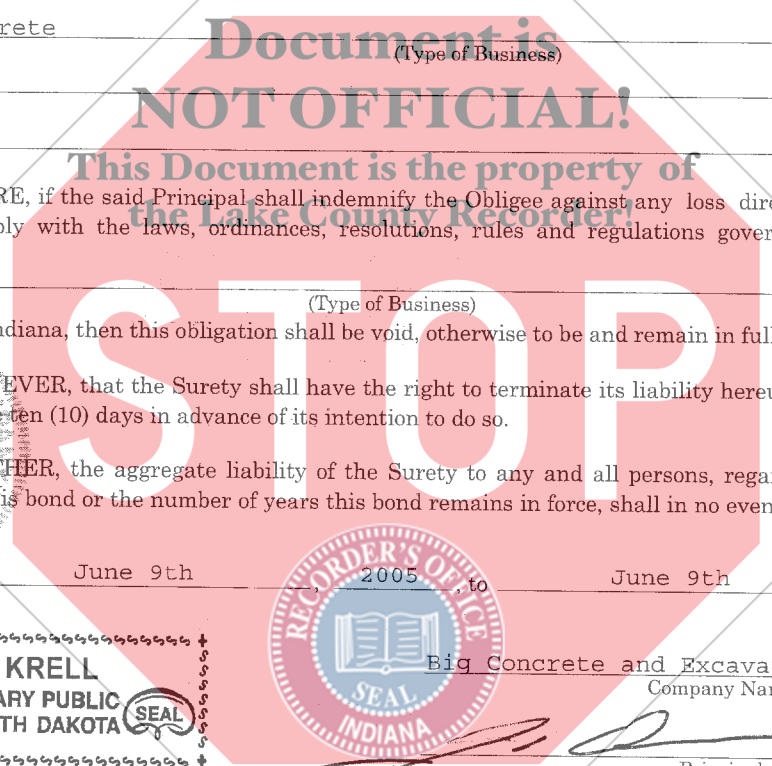 rete
Document is
(Type of Business)
NOT OFFICIAL!
This Document is the property of
RE, if the said Principal shall indemnify the Obligee against any loss dire
the Lake County Recorder!
ply with the laws, ordinances, resolutions, rules and regulations gover
STOP
(Type of Business)
ndiana, then this obligation shall be void, otherwise to be and remain in full
EVER, that the Surety shall have the right to terminate its liability hereu
e ten (10) days in advance of its intention to do so.
THER, the aggregate liability of the Surety to any and all persons, regar
is bond or the number of years this bond remains in force, shall in no even
June 9th , 2005 , to June 9th
RECORDER'S OFFICE
SEAL
INDIANA
KRELL
ARY PUBLIC
TH DAKOTA
SEAL
Big Concrete and Excava
Company Nam